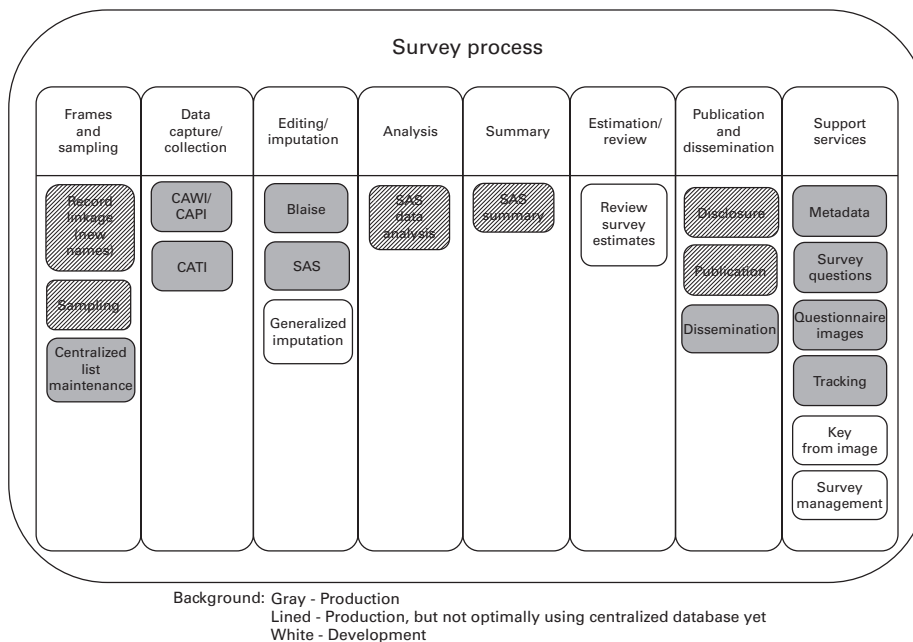 Survey process
Frames
and
sampling
Data
capture/
collection
Editing/
imputation
Analysis
Summary
Estimation/
review
Publication
and
dissemination
Support
services
Record
linkage
(new
names)
Sampling
Centralized
list
maintenance
CAWI/
CAPI
CATI
Blaise
SAS
Generalized
imputation
SAS
data
analysis
SAS
summary
Review
survey
estimates
Disclosure
Publication
Dissemination
Metadata
Survey
questions
Questionnaire
images
Tracking
Key
from image
Survey
management
Background: Gray - Production
Lined - Production, but not optimally using centralized database yet
White - Development